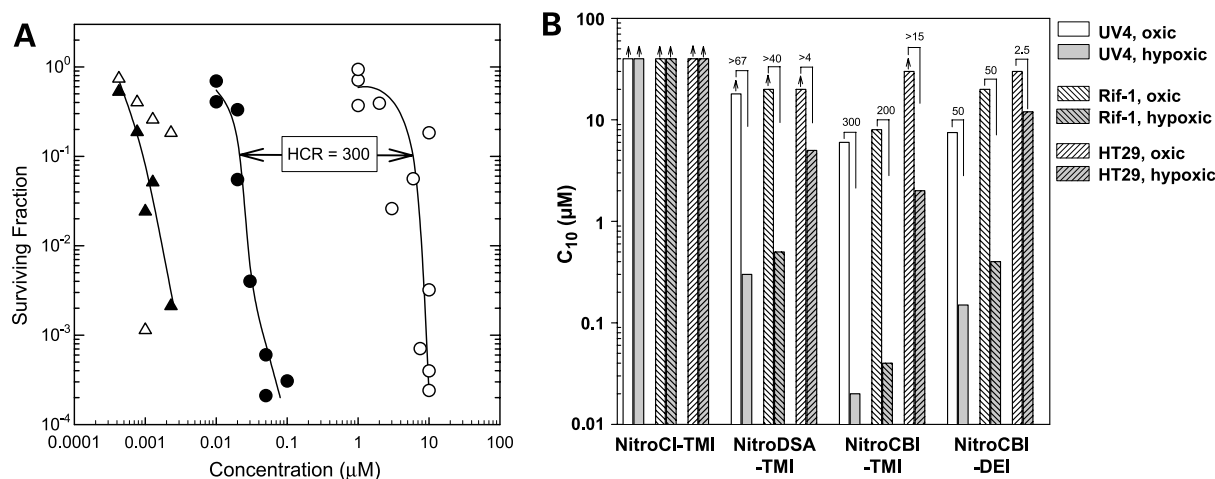 A
Surviving Fraction
10^0
10^-1
10^-2
10^-3
10^-4
HCR = 300
0.0001
0.001
0.01
0.1
1
10
100
Concentration (μM)
B
C10 (μM)
10
1
0.1
0.01
>67
>40
>4
300
200
>15
50
50
2.5
NitroCI-TMI
NitroDSA
-TMI
NitroCBI
-TMI
NitroCBI
-DEI
UV4, oxic
UV4, hypoxic
Rif-1, oxic
Rif-1, hypoxic
HT29, oxic
HT29, hypoxic